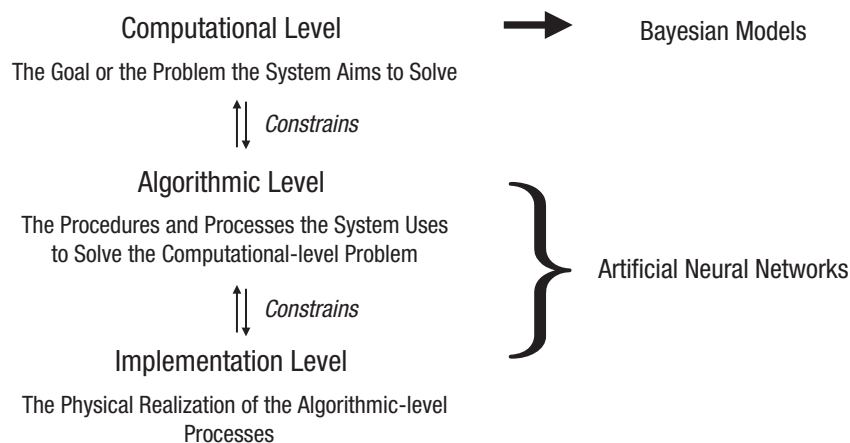 Computational Level
Bayesian Models
The Goal or the Problem the System Aims to Solve
Constrains
Algorithmic Level
The Procedures and Processes the System Uses
to Solve the Computational-level Problem
Artificial Neural Networks
Constrains
Implementation Level
The Physical Realization of the Algorithmic-level
Processes